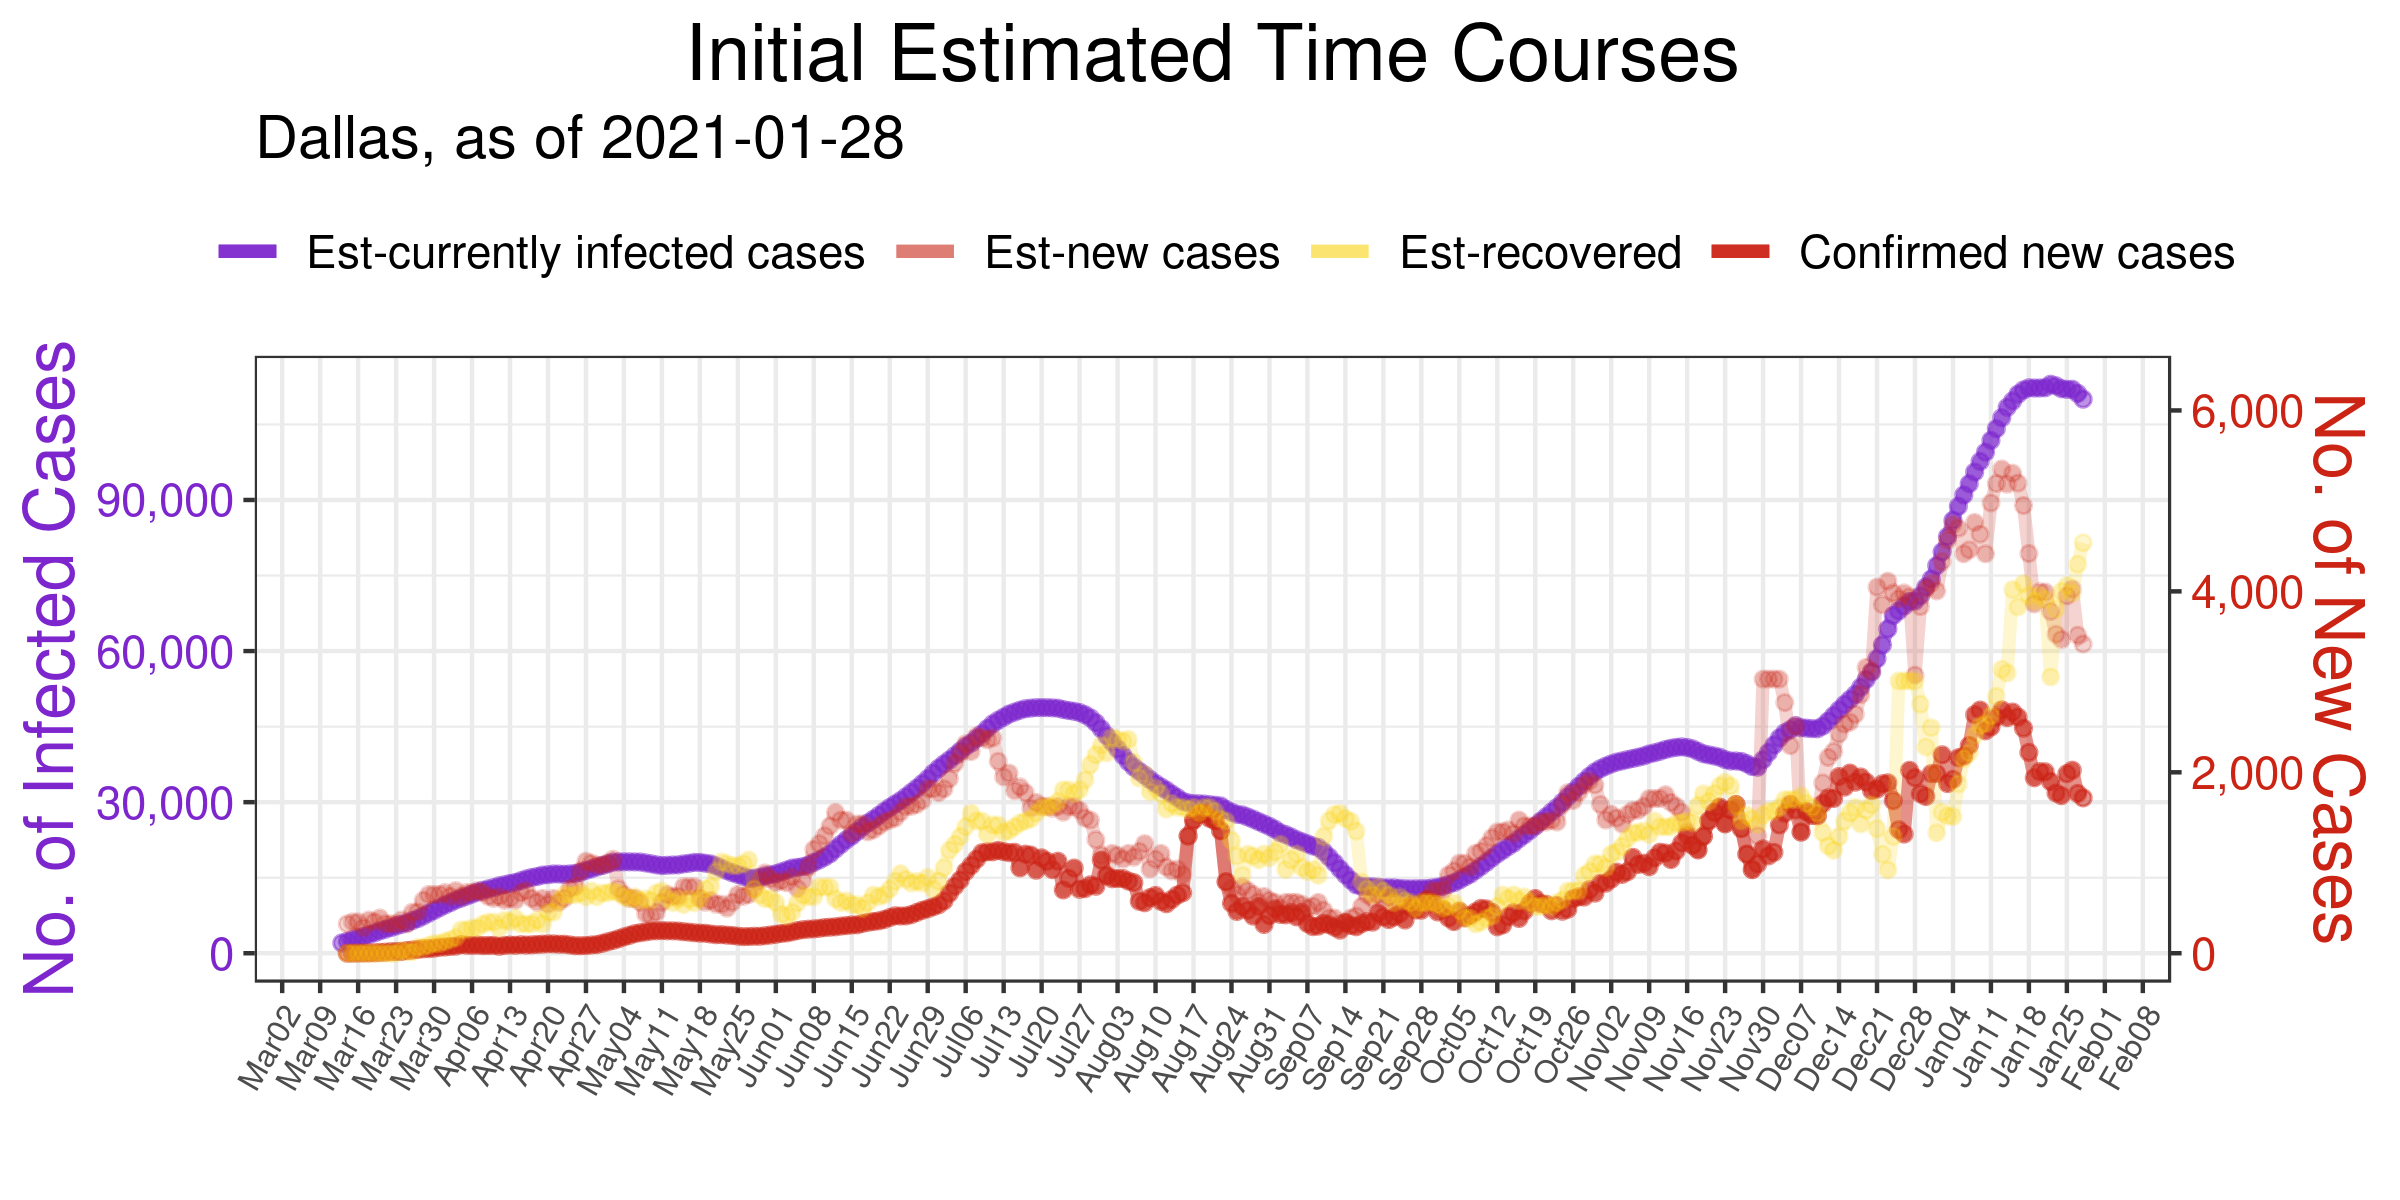 Initial Estimated Time Courses
Dallas, as of 2021-01-28
Est-currently infected cases
Est-new cases
Est-recovered
Confirmed new cases
No. of Infected Cases
90,000
60,000
30,000
0
6,000
4,000
2,000
0
No. of New Cases
Mar02
Mar09
Mar16
Mar23
Mar30
Apr06
Apr13
Apr20
Apr27
May04
May11
May18
May25
Jun01
Jun08
Jun15
Jun22
Jun29
Jul06
Jul13
Jul20
Jul27
Aug03
Aug10
Aug17
Aug24
Aug31
Sep07
Sep14
Sep21
Sep28
Oct05
Oct12
Oct19
Oct26
Nov02
Nov09
Nov16
Nov23
Nov30
Dec07
Dec14
Dec21
Dec28
Jan04
Jan11
Jan18
Jan25
Feb01
Feb08